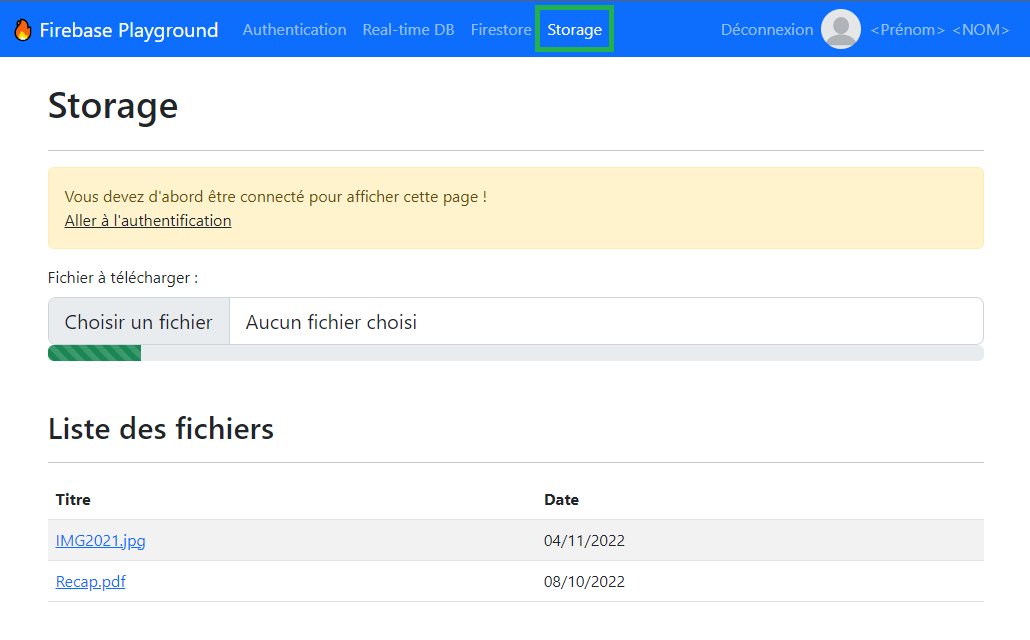 Firebase Playground Authentication Real-time DB Firestore Storage Déconnexion <Prénom> <NOM>
Storage
Vous devez d'abord être connecté pour afficher cette page !
Aller à l'authentification
Fichier à télécharger :
Choisir un fichier Aucun fichier choisi
Liste des fichiers
Titre Date
IMG2021.jpg 04/11/2022
Recap.pdf 08/10/2022